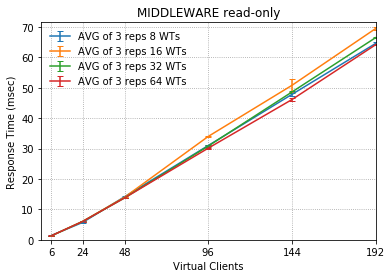 MIDDLEWARE read-only
AVG of 3 reps 8 WTs
AVG of 3 reps 16 WTs
AVG of 3 reps 32 WTs
AVG of 3 reps 64 WTs
Response Time (msec)
70
60
50
40
30
20
10
0
6 24 48 96 144 192
Virtual Clients